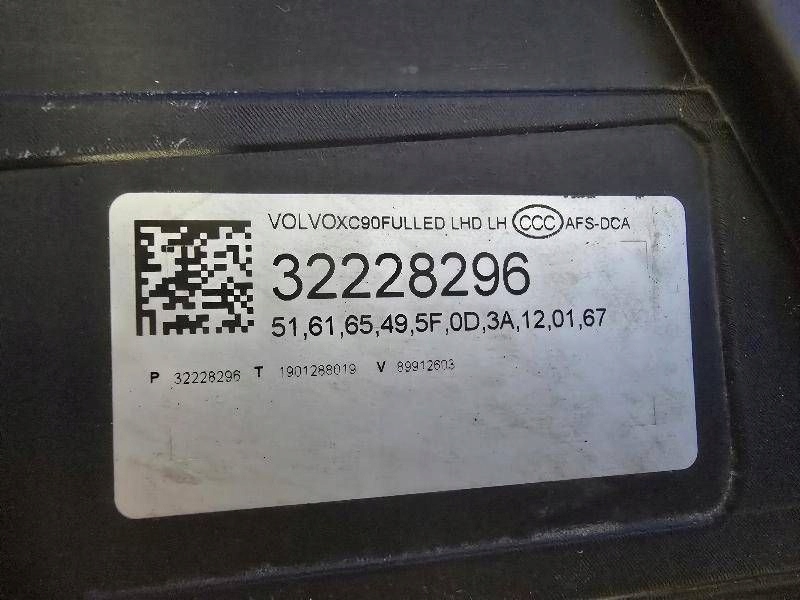 VOLVOXC90FULLED LHD LH CCC AFS-DCA
32228296
51,61,65,49,5F,0D,3A,12,01,67
P 32228296 T 1901288019 V 89912603